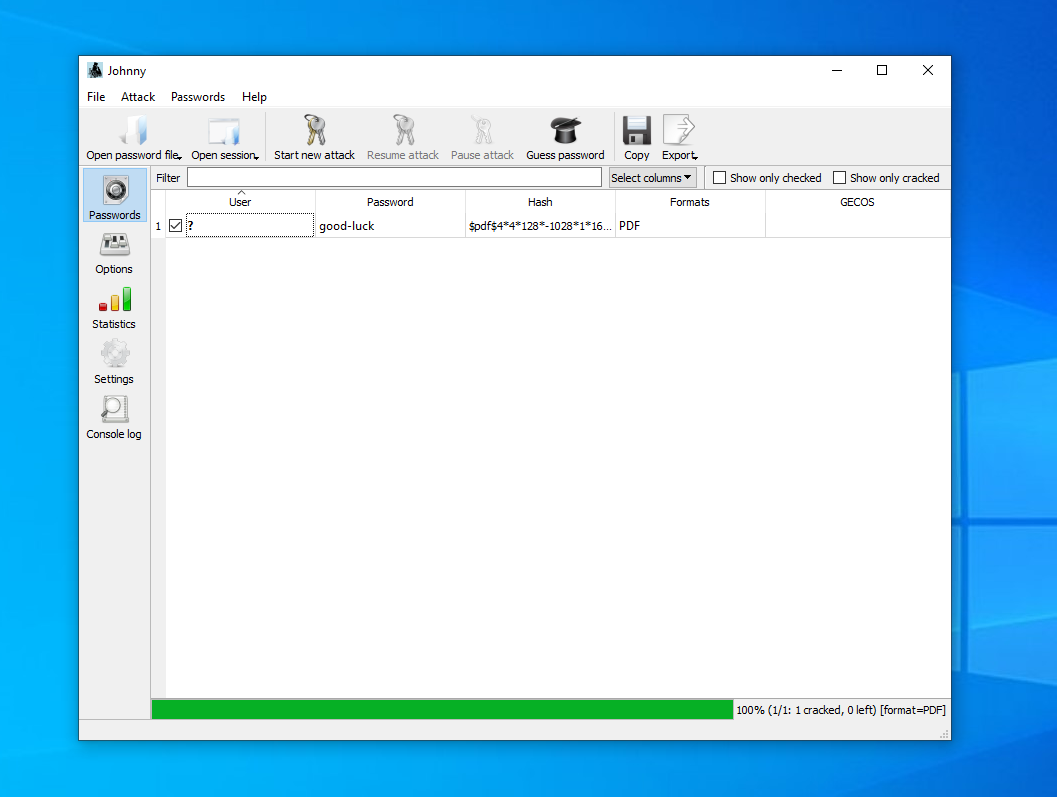 Johnny
File Attack Passwords Help
Open password file Open session Start new attack Resume attack Pause attack Guess password Copy Export
Filter Select columns Show only checked Show only cracked
Passwords
Options
Statistics
Settings
Console log
User Password Hash Formats GECOS
1 ? good-luck $pdf$4*4*128*-1028*1*16... PDF
100% (1/1: 1 cracked, 0 left) [format=PDF]